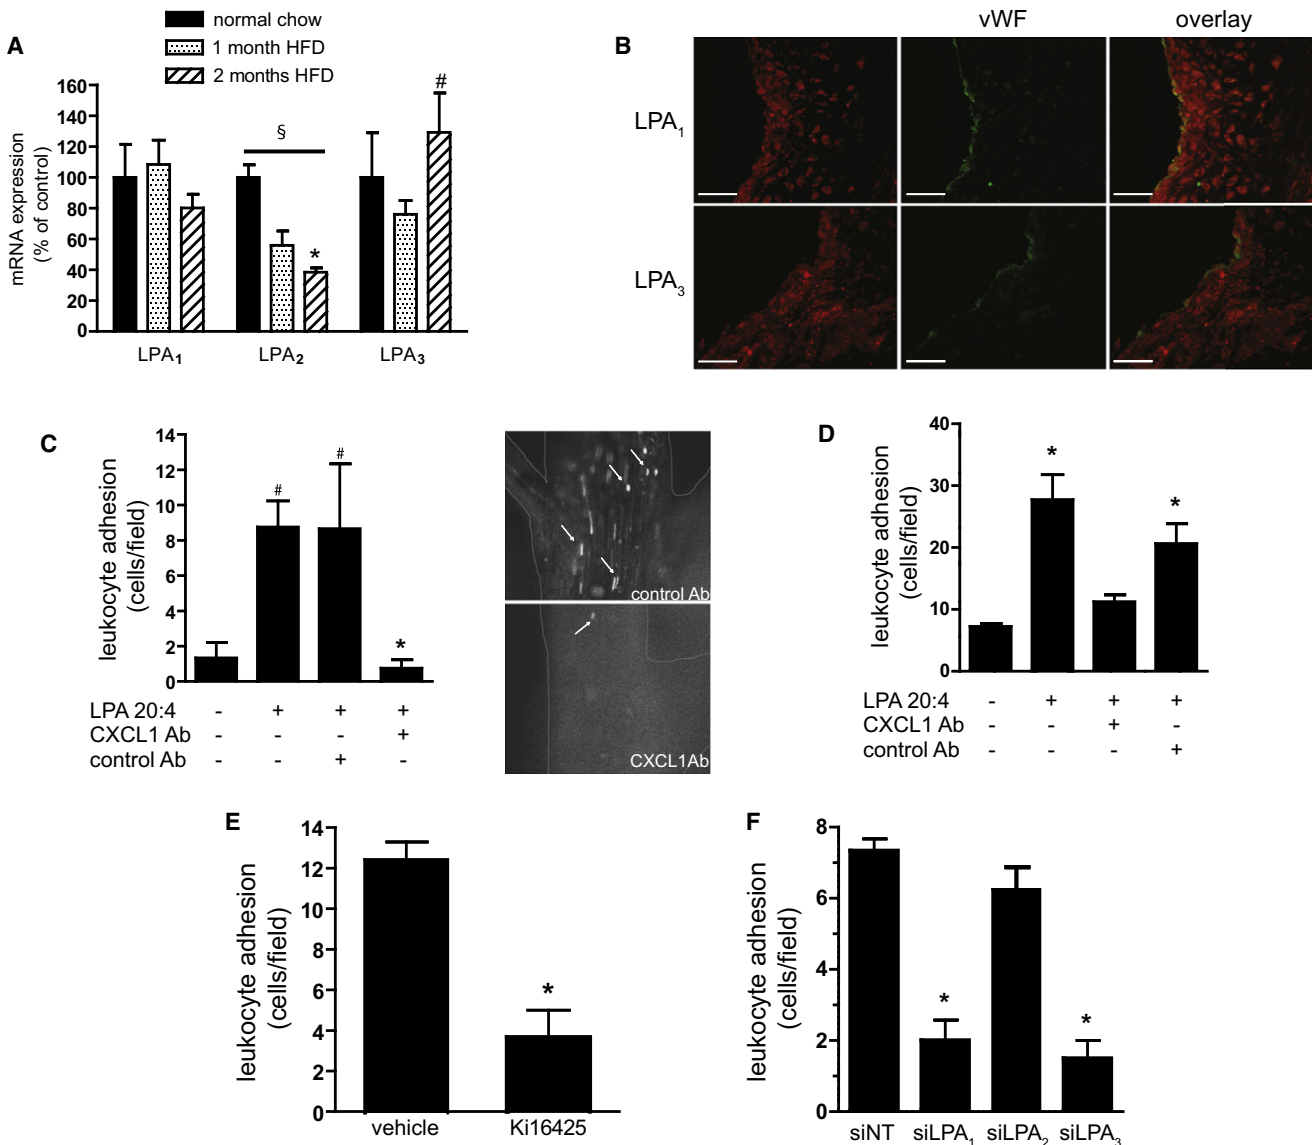 normal chow
1 month HFD
2 months HFD
A
mRNA expression
(% of control)
160
140
120
100
80
60
40
20
0
§
*
#
LPA1
LPA2
LPA3
B
vWF
overlay
LPA1
LPA3
C
leukocyte adhesion
(cells/field)
14
12
10
8
6
4
2
0
#
#
*
LPA 20:4 - + + +
CXCL1 Ab - - - +
control Ab - - + -
control Ab
CXCL1Ab
D
leukocyte adhesion
(cells/field)
40
30
20
10
0
*
*
LPA 20:4 - + + +
CXCL1 Ab - - + -
control Ab - - - +
E
leukocyte adhesion
(cells/field)
14
12
10
8
6
4
2
0
*
vehicle
Ki16425
F
leukocyte adhesion
(cells/field)
8
6
4
2
0
*
*
siNT
siLPA1
siLPA2
siLPA3